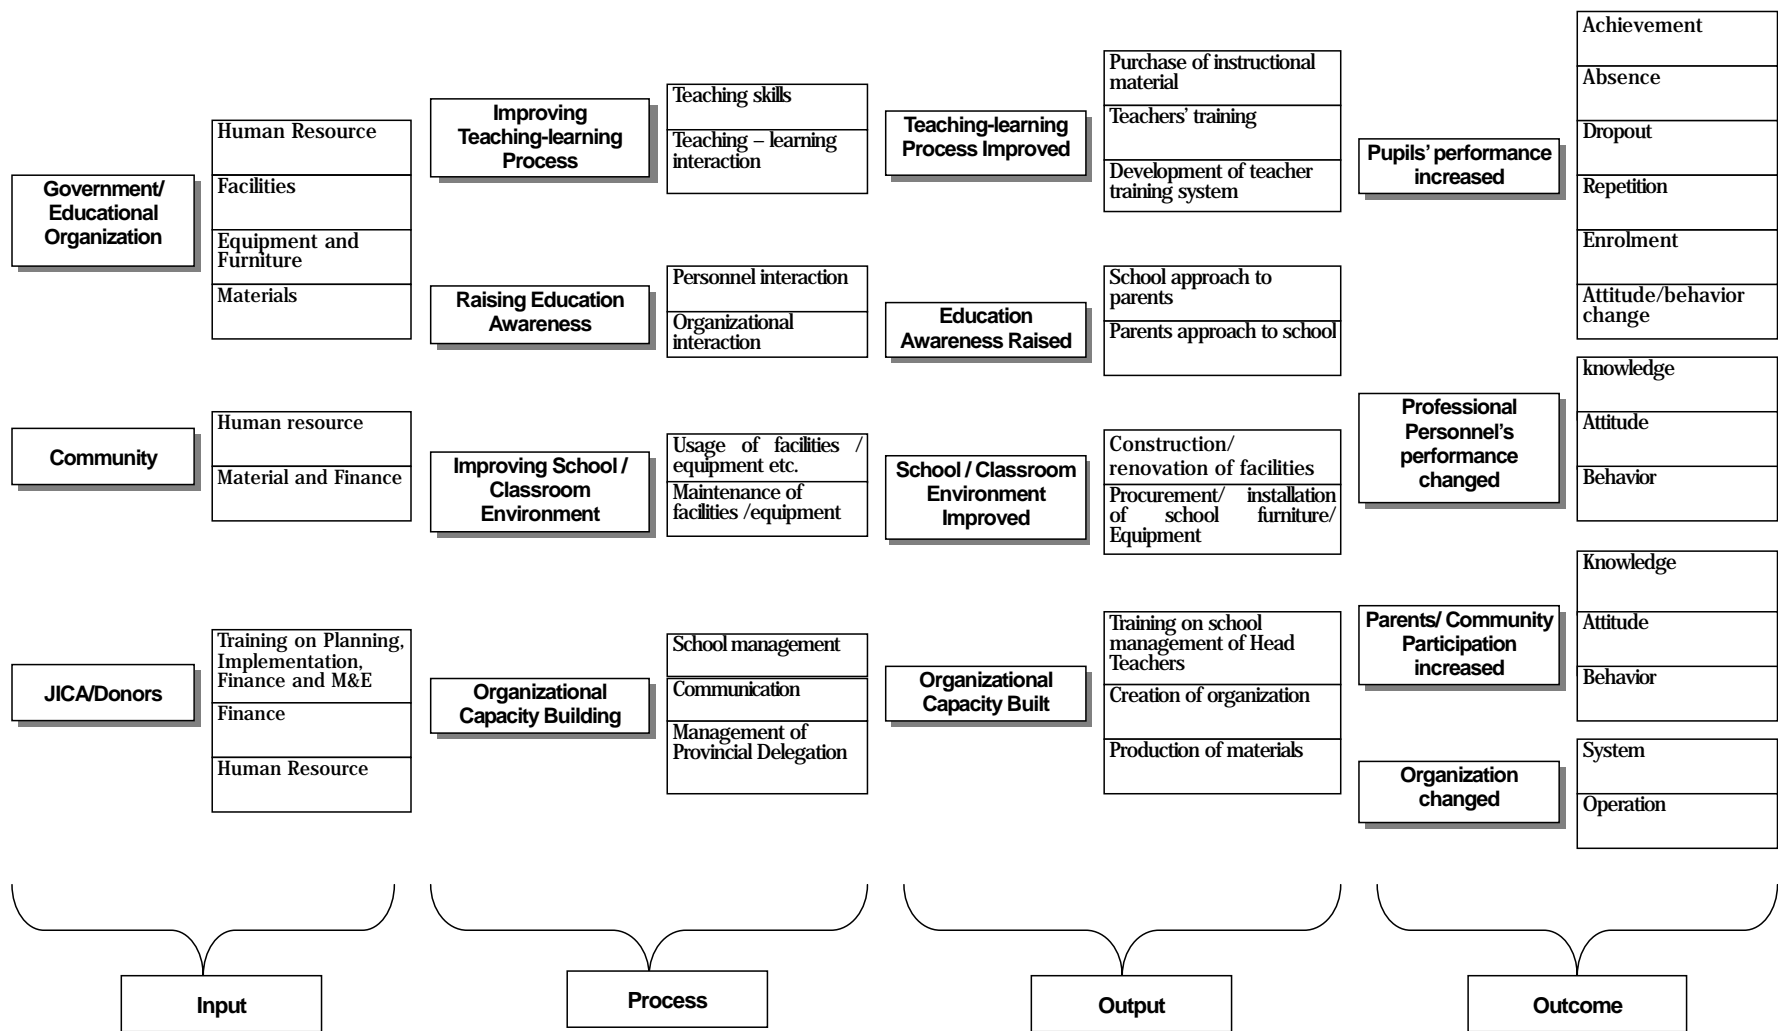 Government/
Educational
Organization
Human Resource
Facilities
Equipment and
Furniture
Materials
Community
Human resource
Material and Finance
JICA/Donors
Training on Planning,
Implementation,
Finance and M&E
Finance
Human Resource
Input
Improving
Teaching-learning
Process
Teaching skills
Teaching – learning
interaction
Raising Education
Awareness
Personnel interaction
Organizational
interaction
Improving School /
Classroom
Environment
Usage of facilities /
equipment etc.
Maintenance of
facilities /equipment
Organizational
Capacity Building
School management
Communication
Management of
Provincial Delegation
Process
Teaching-learning
Process Improved
Purchase of instructional
material
Teachers’ training
Development of teacher
training system
Education
Awareness Raised
School approach to
parents
Parents approach to school
School / Classroom
Environment
Improved
Construction/
renovation of facilities
Procurement/ installation
of school furniture/
Equipment
Organizational
Capacity Built
Training on school
management of Head
Teachers
Creation of organization
Production of materials
Output
Pupils’ performance
increased
Achievement
Absence
Dropout
Repetition
Enrolment
Attitude/behavior
change
Professional
Personnel’s
performance
changed
knowledge
Attitude
Behavior
Parents/ Community
Participation
increased
Knowledge
Attitude
Behavior
Organization
changed
System
Operation
Outcome